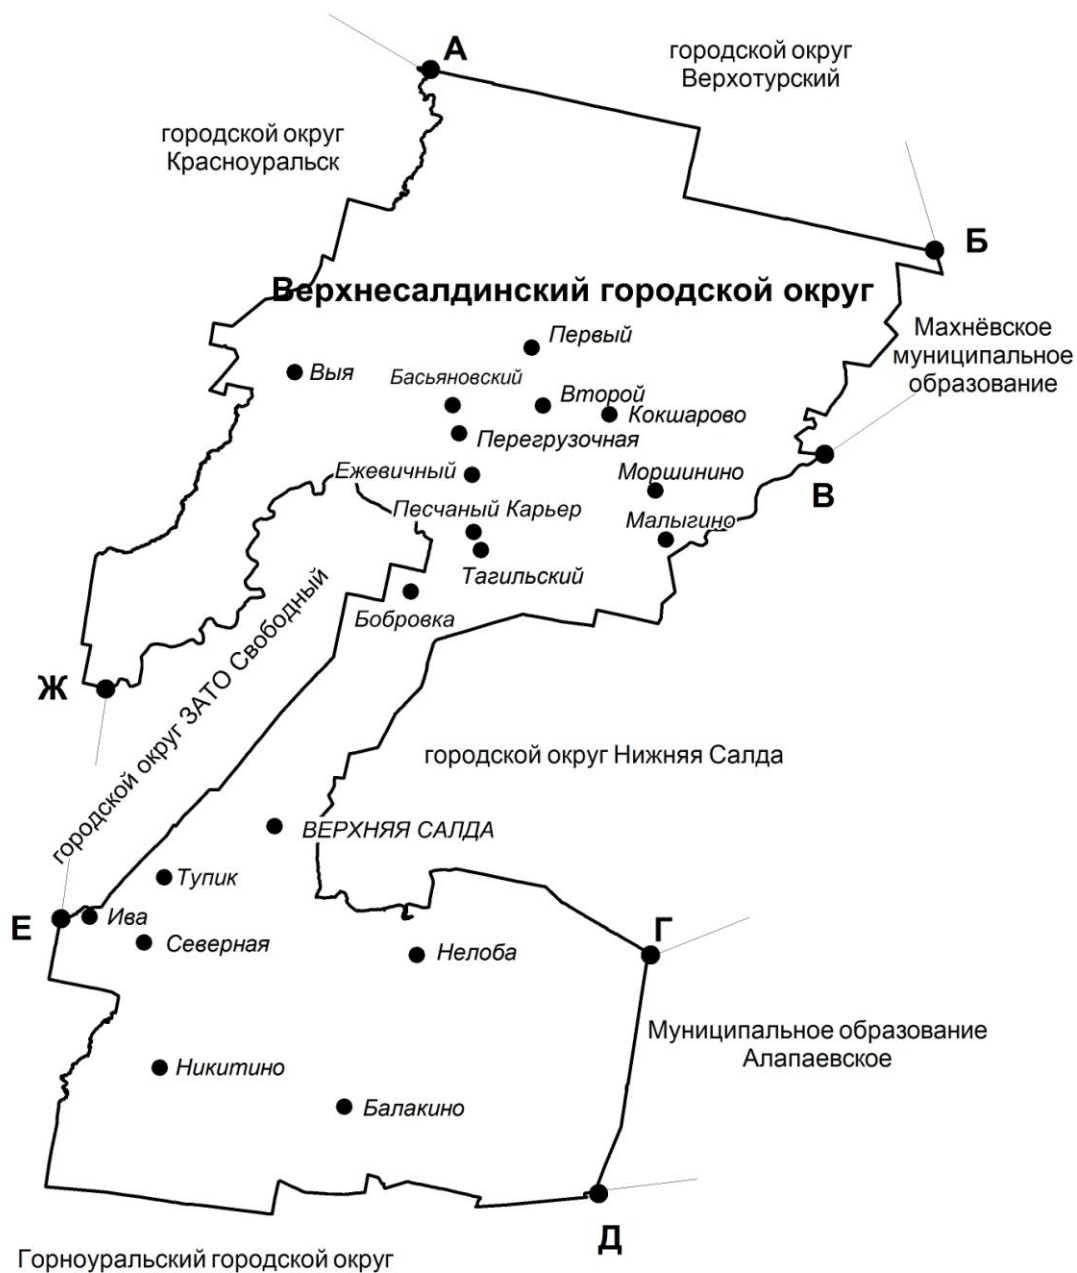 А
городской округ
Верхотурский
городской округ
Красноуральск
Б
Верхнесалдинский городской округ
Махнёвское
муниципальное
образование
Первый
Выя
Басьяновский
Второй
Кокшарово
Перегрузочная
Ежевичный
Моршинино
В
Песчаный Карьер
Малыгино
Тагильский
Бобровка
Ж
городской округ ЗАТО Свободный
городской округ Нижняя Салда
ВЕРХНЯЯ САЛДА
Тупик
Е
Ива
Северная
Г
Нелоба
Муниципальное образование
Алапаевское
Никитино
Балакино
Д
Горноуральский городской округ